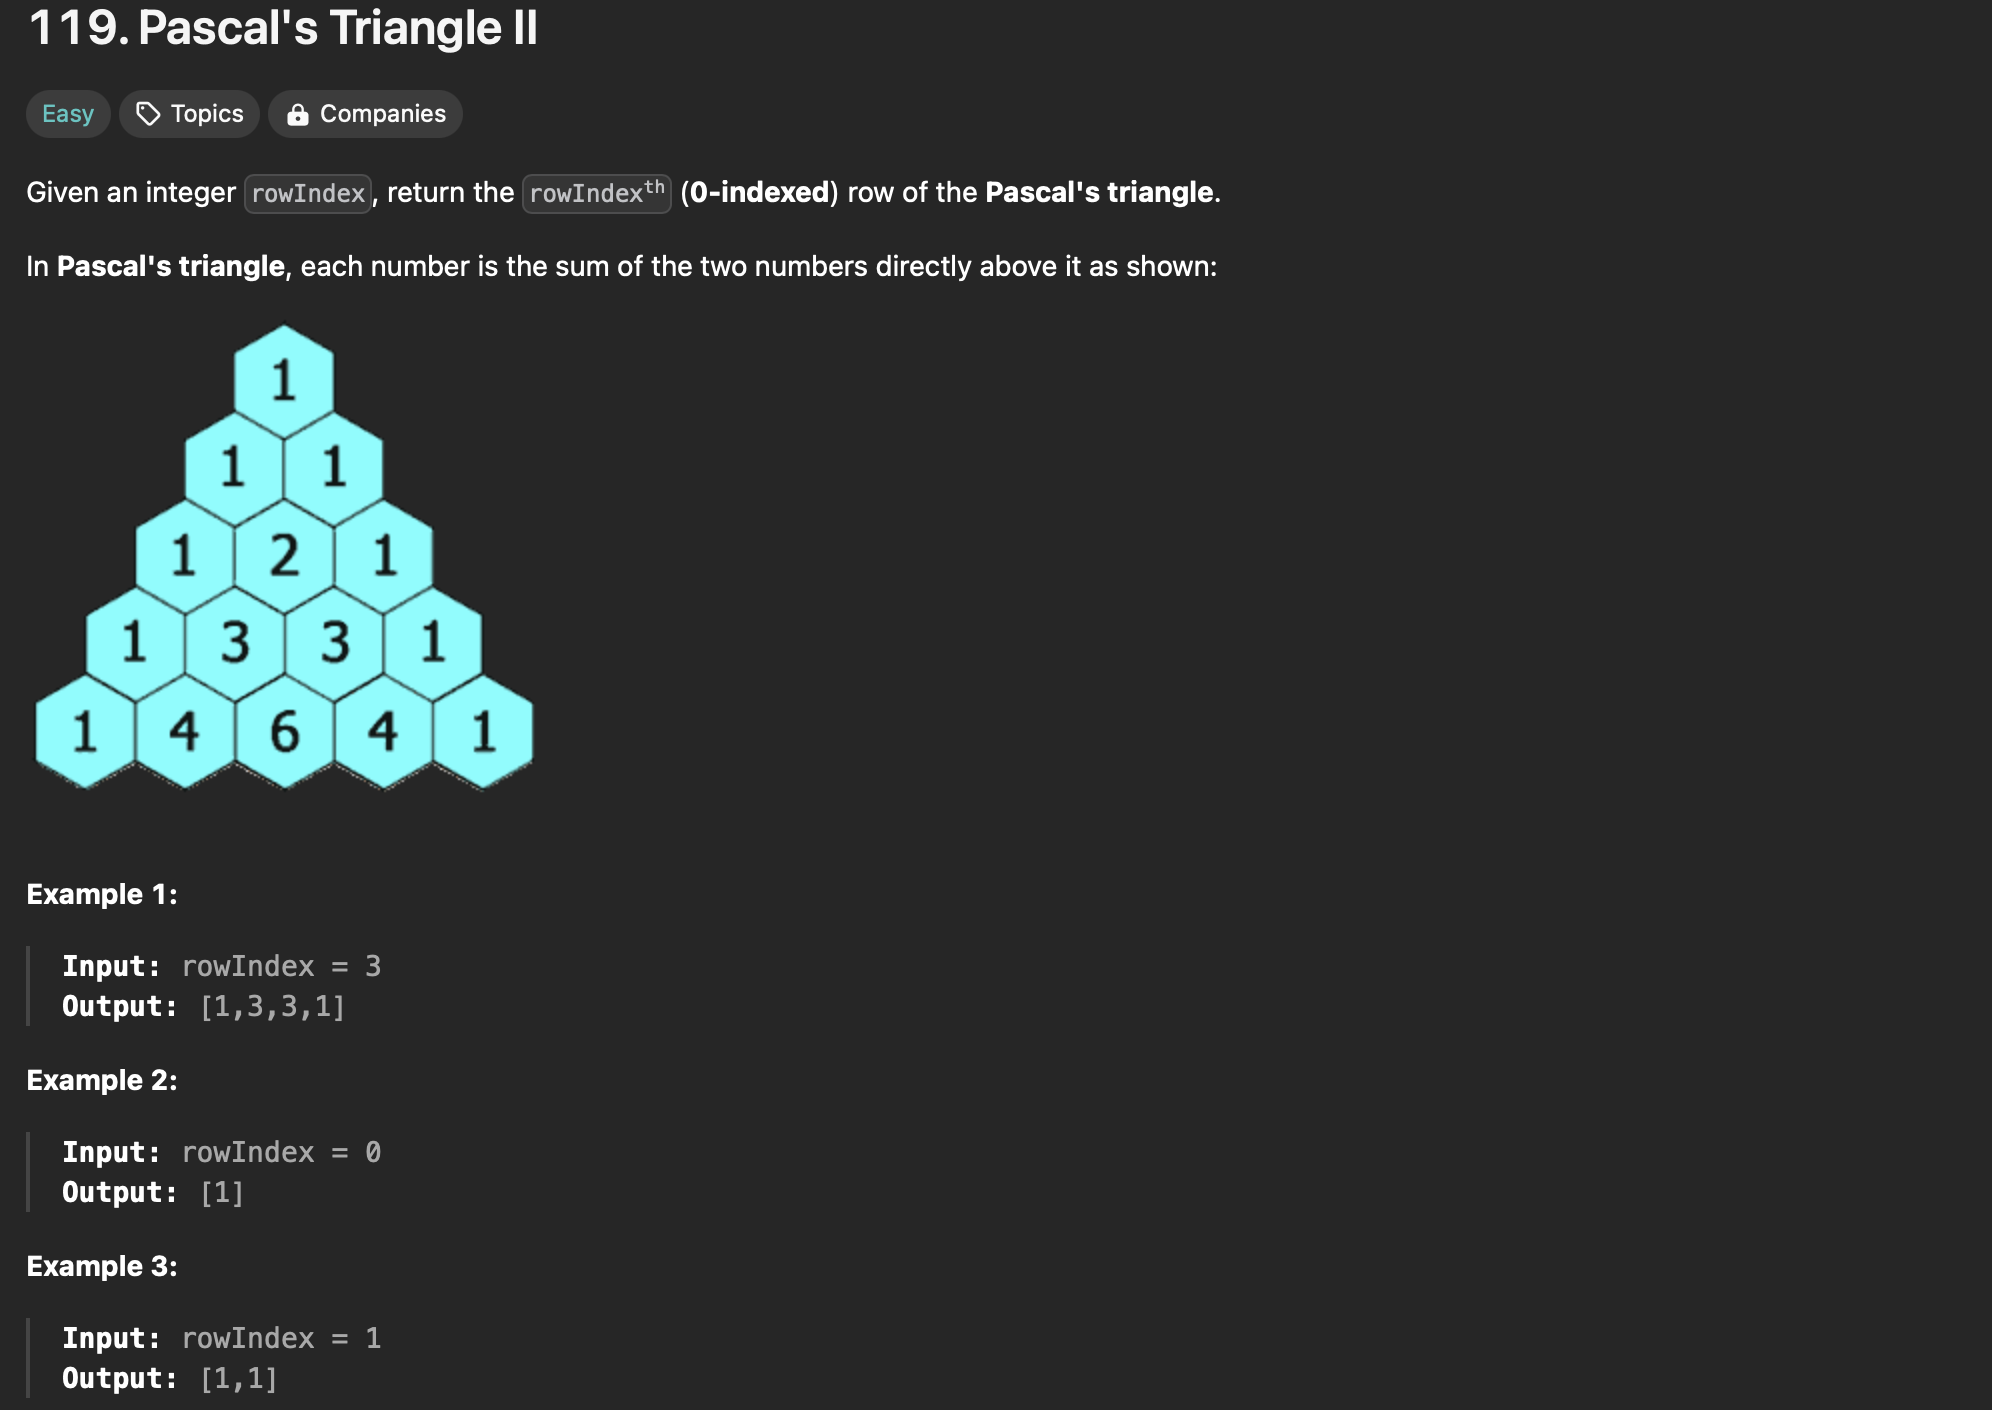 119. Pascal's Triangle II
Easy Topics Companies
Given an integer rowIndex, return the rowIndexth (0-indexed) row of the Pascal's triangle.
In Pascal's triangle, each number is the sum of the two numbers directly above it as shown:
1
1 1
1 2 1
1 3 3 1
1 4 6 4 1
Example 1:
Input: rowIndex = 3
Output: [1,3,3,1]
Example 2:
Input: rowIndex = 0
Output: [1]
Example 3:
Input: rowIndex = 1
Output: [1,1]